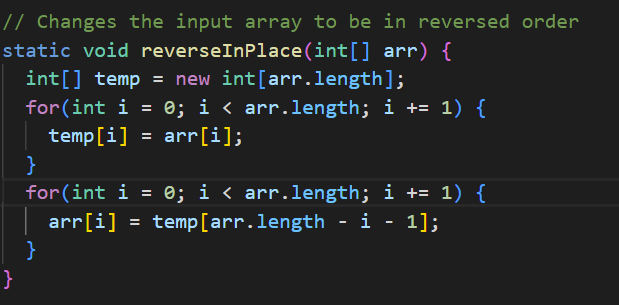 // Changes the input array to be in reversed order
static void reverseInPlace(int[] arr) {
  int[] temp = new int[arr.length];
  for(int i = 0; i < arr.length; i += 1) {
    temp[i] = arr[i];
  }
  for(int i = 0; i < arr.length; i += 1) {
    arr[i] = temp[arr.length - i - 1];
  }
}